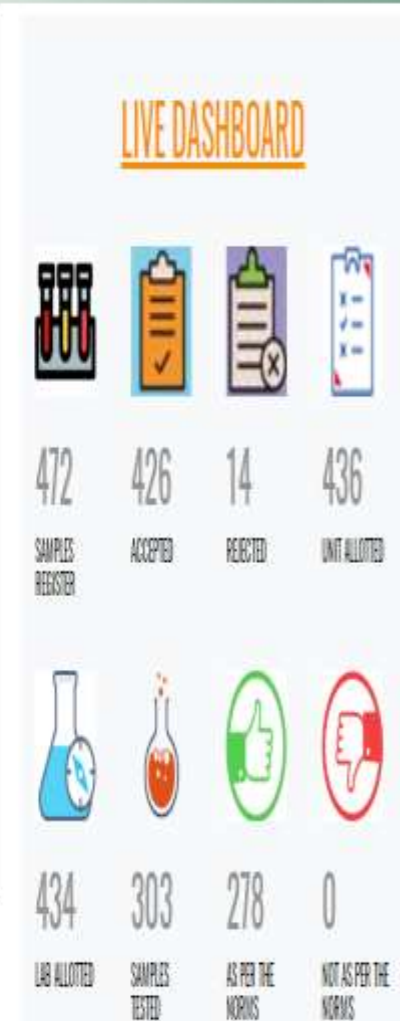 LIVE DASHBOARD
472 426 14 436
SAMPLES REGISTER ACCEPTED REJECTED UNIT ALLOTTED
434 303 278 0
LAB ALLOTTED SAMPLES TESTED AS PER THE NORMS NOT AS PER THE NORMS